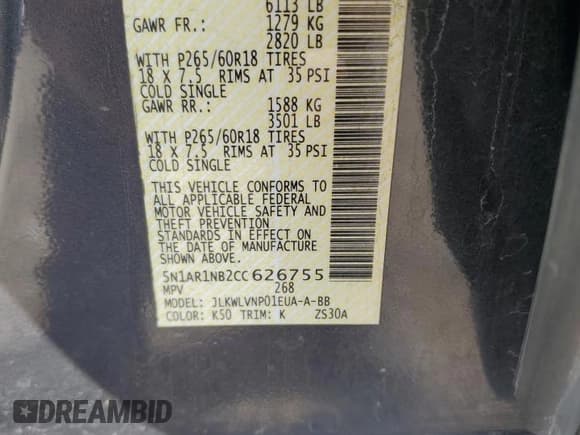 6113 LB
GAWR FR.: 1279 KG
2820 LB
WITH P265/60R18 TIRES
18 X 7.5 RIMS AT 35 PSI
COLD SINGLE
GAWR RR.: 1588 KG
3501 LB
WITH P265/60R18 TIRES
18 X 7.5 RIMS AT 35 PSI
COLD SINGLE
THIS VEHICLE CONFORMS TO
ALL APPLICABLE FEDERAL
MOTOR VEHICLE SAFETY AND
THEFT PREVENTION
STANDARDS IN EFFECT ON
THE DATE OF MANUFACTURE
SHOWN ABOVE.
5N1AR1NB2CC626755
MPV 268
MODEL: JLKWLVNP01EUA-A-BB
COLOR: K50 TRIM: K ZS30A
DREAMBID